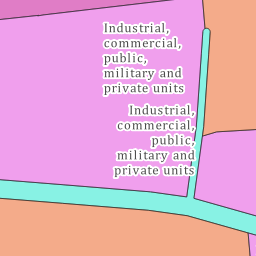 Industrial,
commercial,
public,
military and
private units
Industrial,
commercial,
public,
military and
private units